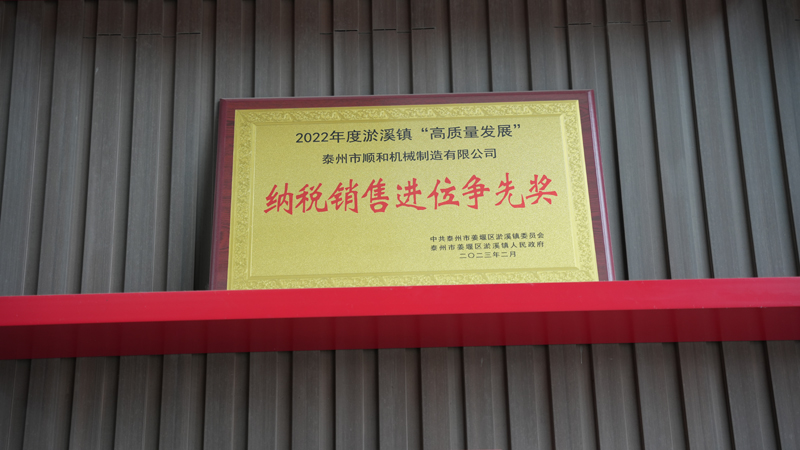 2022年度淤溪镇“高质量发展”
泰州市顺和机械制造有限公司
纳税销售进位争先奖
中共泰州市姜堰区淤溪镇委员会
泰州市姜堰区淤溪镇人民政府
二〇二三年二月